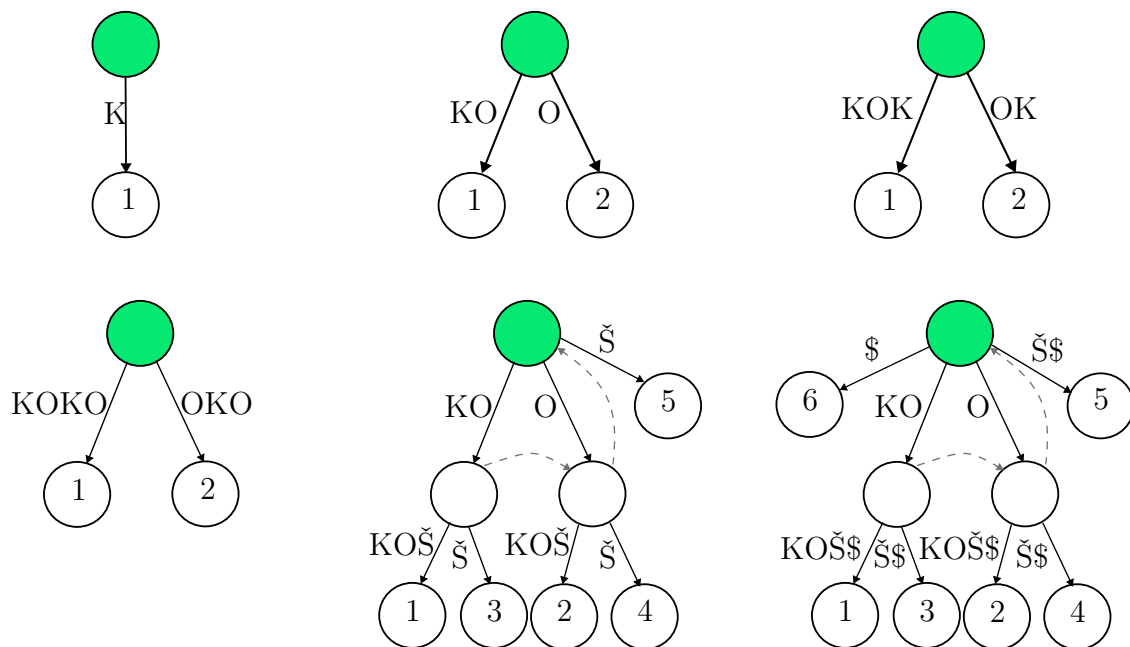 K
KO O
KOK OK
1
1 2
1 2
KOKO OKO
1 2
Š
5
KO O
KOŠ Š KOŠ Š
1 3 2 4
$ Š$
6 5
KO O
KOŠ$ Š$ KOŠ$ Š$
1 3 2 4